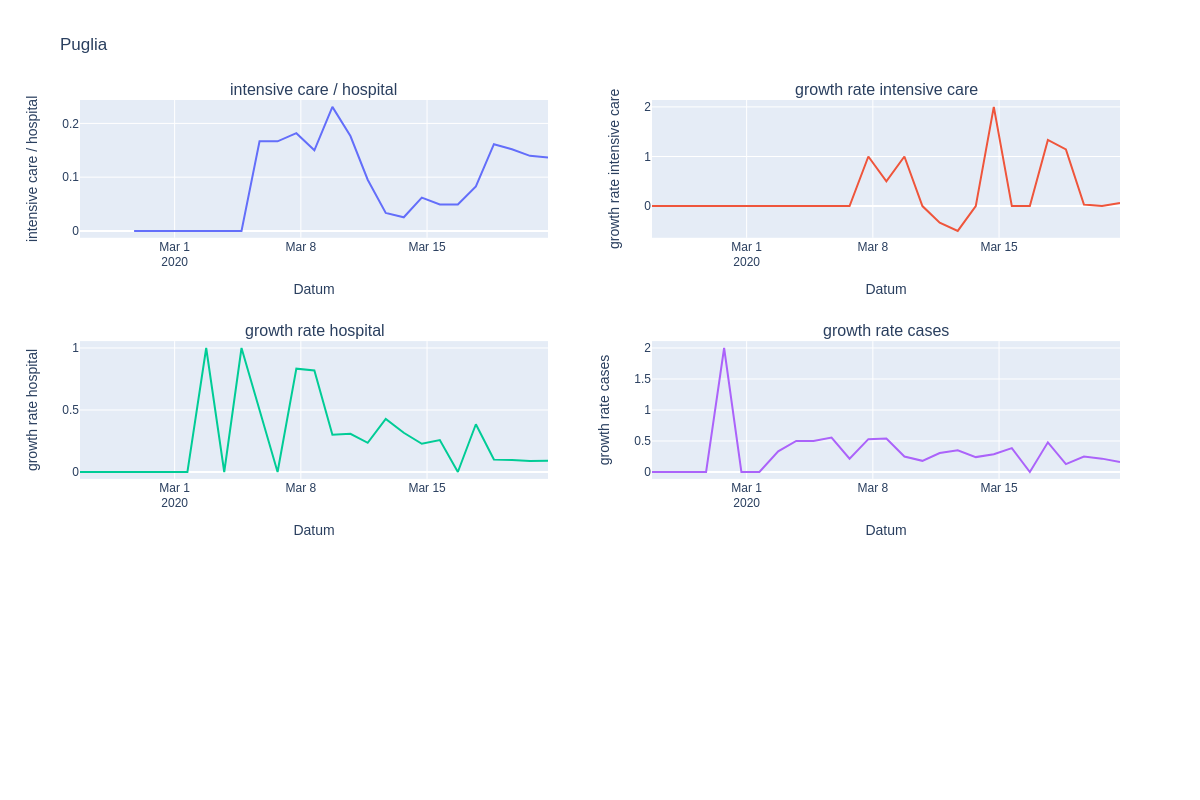 Puglia
intensive care / hospital
intensive care / hospital
0.2
0.1
0
Mar 1
2020
Mar 8
Mar 15
Datum
growth rate intensive care
growth rate intensive care
2
1
0
Mar 1
2020
Mar 8
Mar 15
Datum
growth rate hospital
growth rate hospital
1
0.5
0
Mar 1
2020
Mar 8
Mar 15
Datum
growth rate cases
growth rate cases
2
1.5
1
0.5
0
Mar 1
2020
Mar 8
Mar 15
Datum